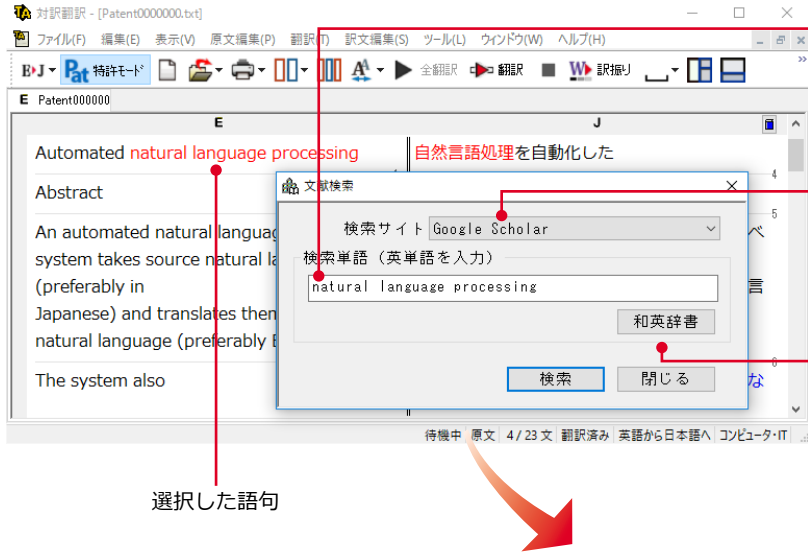 対訳翻訳 - [Patent0000000.txt]
ファイル(F) 編集(E) 表示(V) 原文編集(P) 翻訳(T) 訳文編集(S) ツール(L) ウィンドウ(W) ヘルプ(H)
E▸J Pat 特許モード 全翻訳 翻訳 訳振り
E Patent000000
E J
Automated natural language processing 自然言語処理を自動化した
4
Abstract
5
An automated natural languag べ
system takes source natural la
(preferably in 言
Japanese) and translates then
natural language (preferably E
6
The system also な
文献検索
検索サイト Google Scholar
検索単語（英単語を入力）
natural language processing
和英辞書
検索 閉じる
待機中 原文 4 / 23 文 翻訳済み 英語から日本語へ コンピュータ・IT
選択した語句